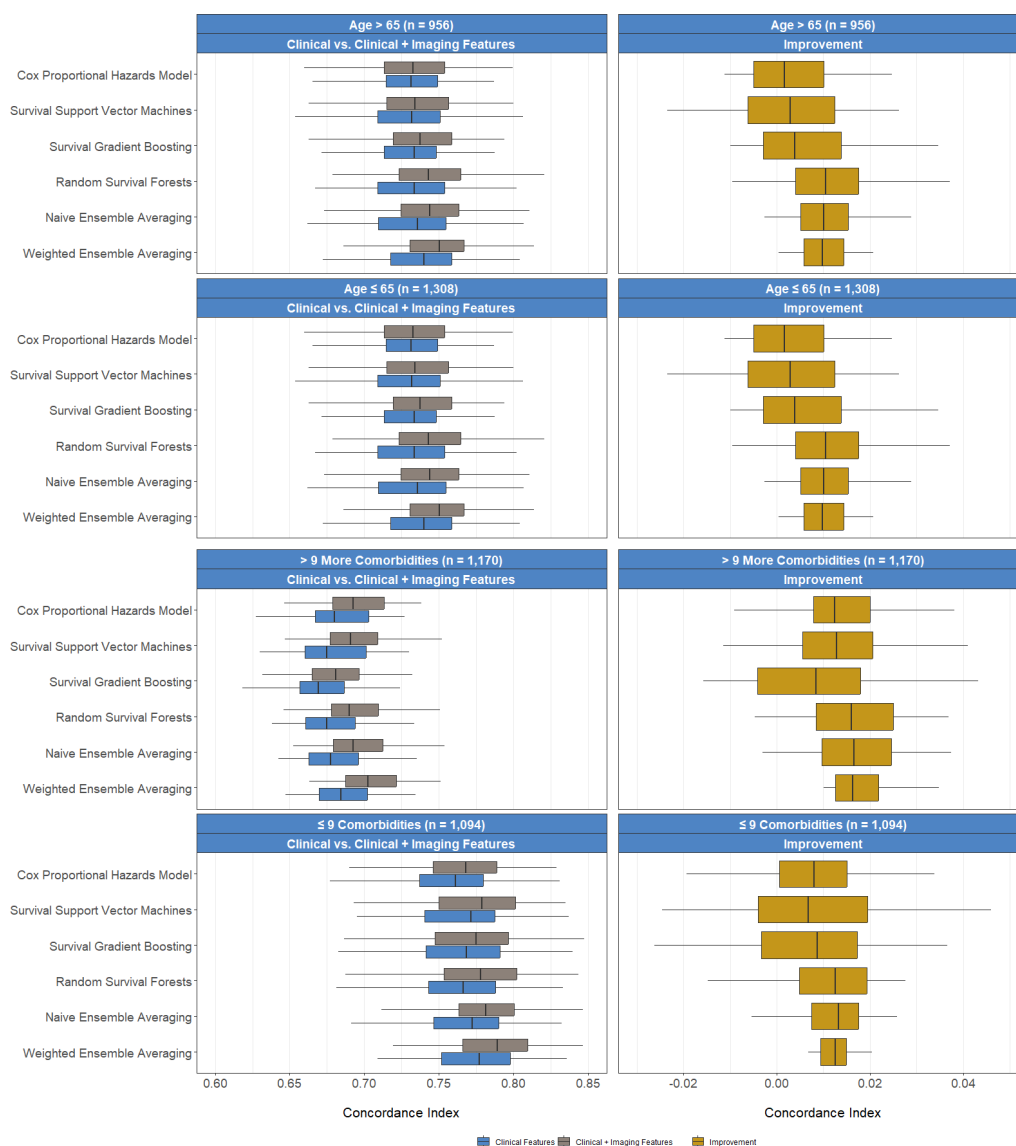 Age > 65 (n = 956)
Clinical vs. Clinical + Imaging Features
Cox Proportional Hazards Model
Survival Support Vector Machines
Survival Gradient Boosting
Random Survival Forests
Naive Ensemble Averaging
Weighted Ensemble Averaging
Age > 65 (n = 956)
Improvement
Age ≤ 65 (n = 1,308)
Clinical vs. Clinical + Imaging Features
Cox Proportional Hazards Model
Survival Support Vector Machines
Survival Gradient Boosting
Random Survival Forests
Naive Ensemble Averaging
Weighted Ensemble Averaging
Age ≤ 65 (n = 1,308)
Improvement
> 9 More Comorbidities (n = 1,170)
Clinical vs. Clinical + Imaging Features
Cox Proportional Hazards Model
Survival Support Vector Machines
Survival Gradient Boosting
Random Survival Forests
Naive Ensemble Averaging
Weighted Ensemble Averaging
> 9 More Comorbidities (n = 1,170)
Improvement
≤ 9 Comorbidities (n = 1,094)
Clinical vs. Clinical + Imaging Features
Cox Proportional Hazards Model
Survival Support Vector Machines
Survival Gradient Boosting
Random Survival Forests
Naive Ensemble Averaging
Weighted Ensemble Averaging
0.60 0.65 0.70 0.75 0.80 0.85
Concordance Index
≤ 9 Comorbidities (n = 1,094)
Improvement
-0.02 0.00 0.02 0.04
Concordance Index
Clinical Features Clinical + Imaging Features Improvement